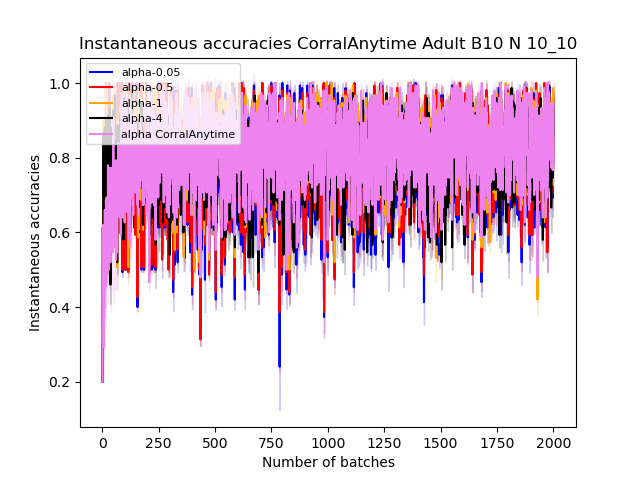 Instantaneous accuracies CorralAnytime Adult B10 N 10_10
alpha-0.05
alpha-0.5
alpha-1
alpha-4
alpha CorralAnytime
1.0
0.8
0.6
0.4
0.2
Instantaneous accuracies
0 250 500 750 1000 1250 1500 1750 2000
Number of batches